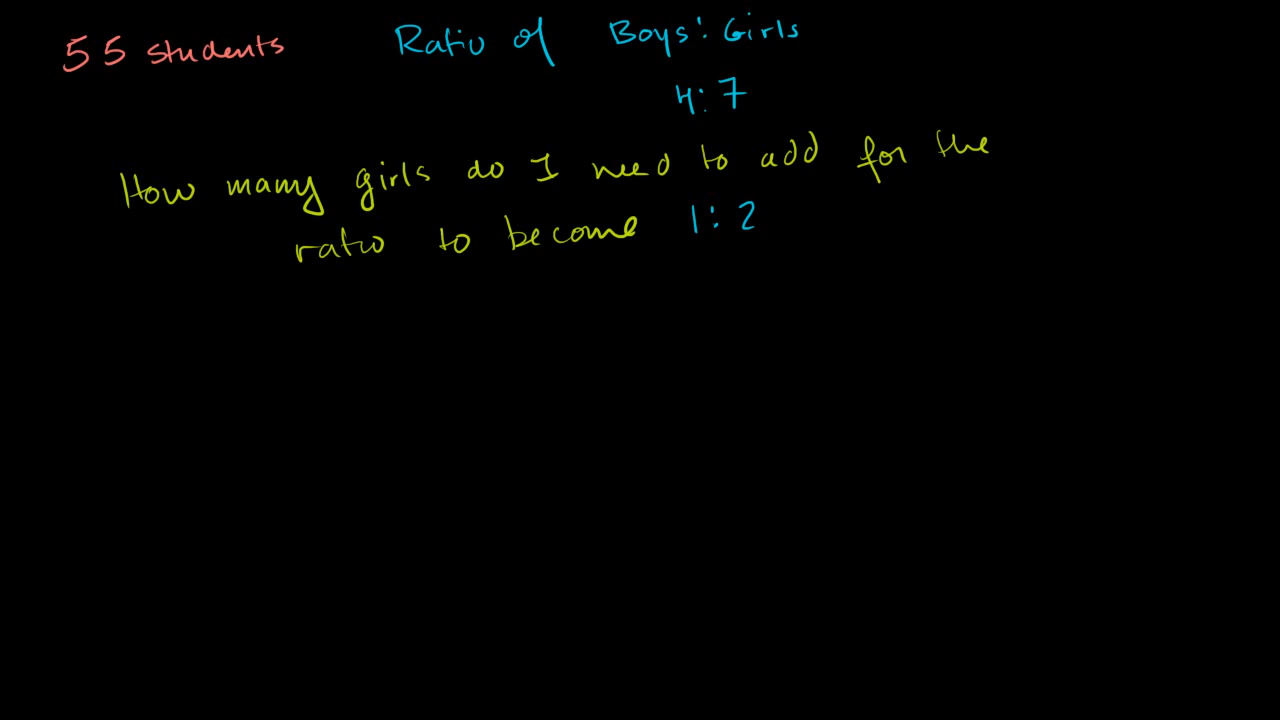 55 students Ratio of Boys: Girls
4:7
How many girls do I need to add for the
ratio to become 1:2